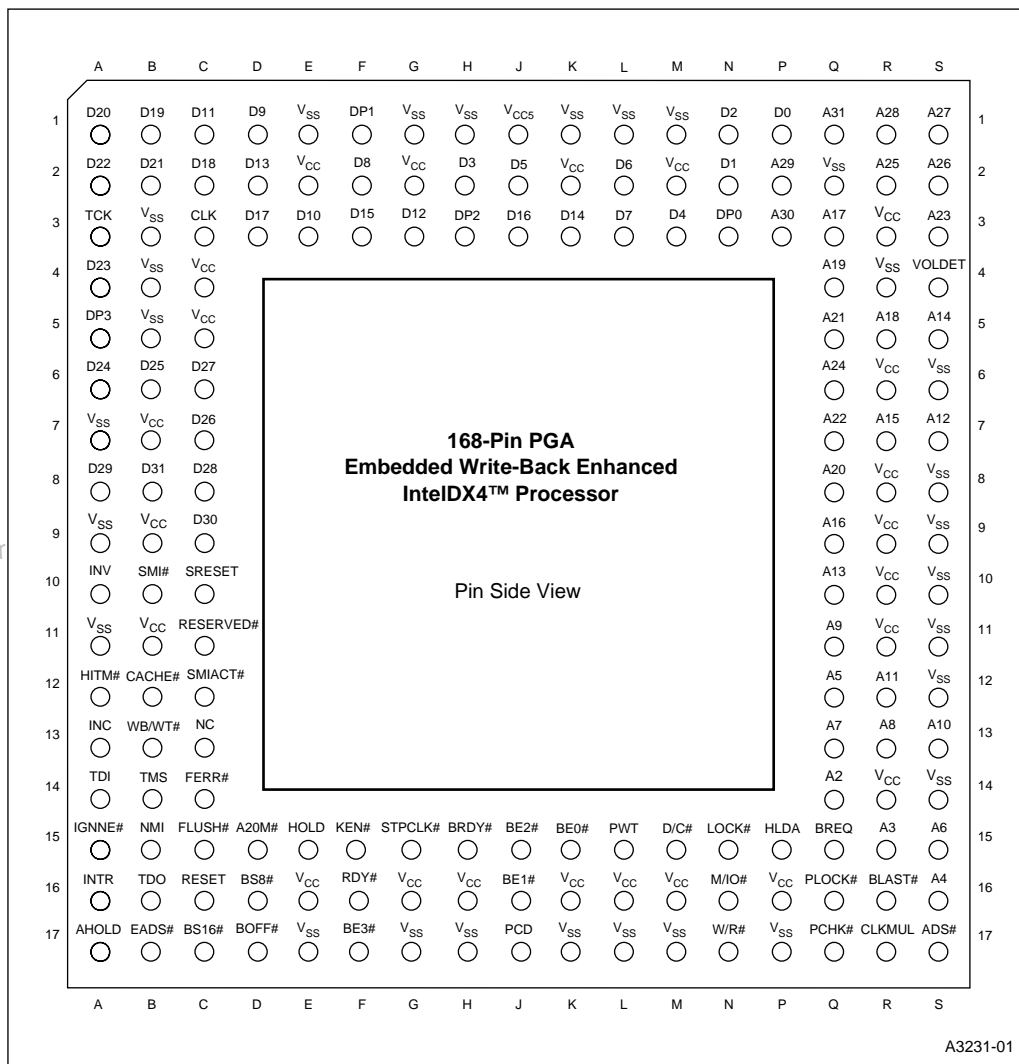 A B C D E F G H J K L M N P Q R S
1 D20 D19 D11 D9 VSS DP1 VSS VSS VCC5 VSS VSS VSS D2 D0 A31 A28 A27 1
2 D22 D21 D18 D13 VCC D8 VCC D3 D5 VCC D6 VCC D1 A29 VSS A25 A26 2
3 TCK VSS CLK D17 D10 D15 D12 DP2 D16 D14 D7 D4 DP0 A30 A17 VCC A23 3
4 D23 VSS VCC A19 VSS VOLDET 4
5 DP3 VSS VCC A21 A18 A14 5
6 D24 D25 D27 A24 VCC VSS 6
7 VSS VCC D26 A22 A15 A12 7
168-Pin PGA
Embedded Write-Back Enhanced
IntelDX4™ Processor
8 D29 D31 D28 A20 VCC VSS 8
9 VSS VCC D30 A16 VCC VSS 9
10 INV SMI# SRESET A13 VCC VSS 10
Pin Side View
11 VSS VCC RESERVED# A9 VCC VSS 11
12 HITM# CACHE# SMIACT# A5 A11 VSS 12
13 INC WB/WT# NC A7 A8 A10 13
14 TDI TMS FERR# A2 VCC VSS 14
15 IGNNE# NMI FLUSH# A20M# HOLD KEN# STPCLK# BRDY# BE2# BE0# PWT D/C# LOCK# HLDA BREQ A3 A6 15
16 INTR TDO RESET BS8# VCC RDY# VCC VCC BE1# VCC VCC VCC M/IO# VCC PLOCK# BLAST# A4 16
17 AHOLD EADS# BS16# BOFF# VSS BE3# VSS VSS PCD VSS VSS VSS W/R# VSS PCHK# CLKMUL ADS# 17
A B C D E F G H J K L M N P Q R S
A3231-01